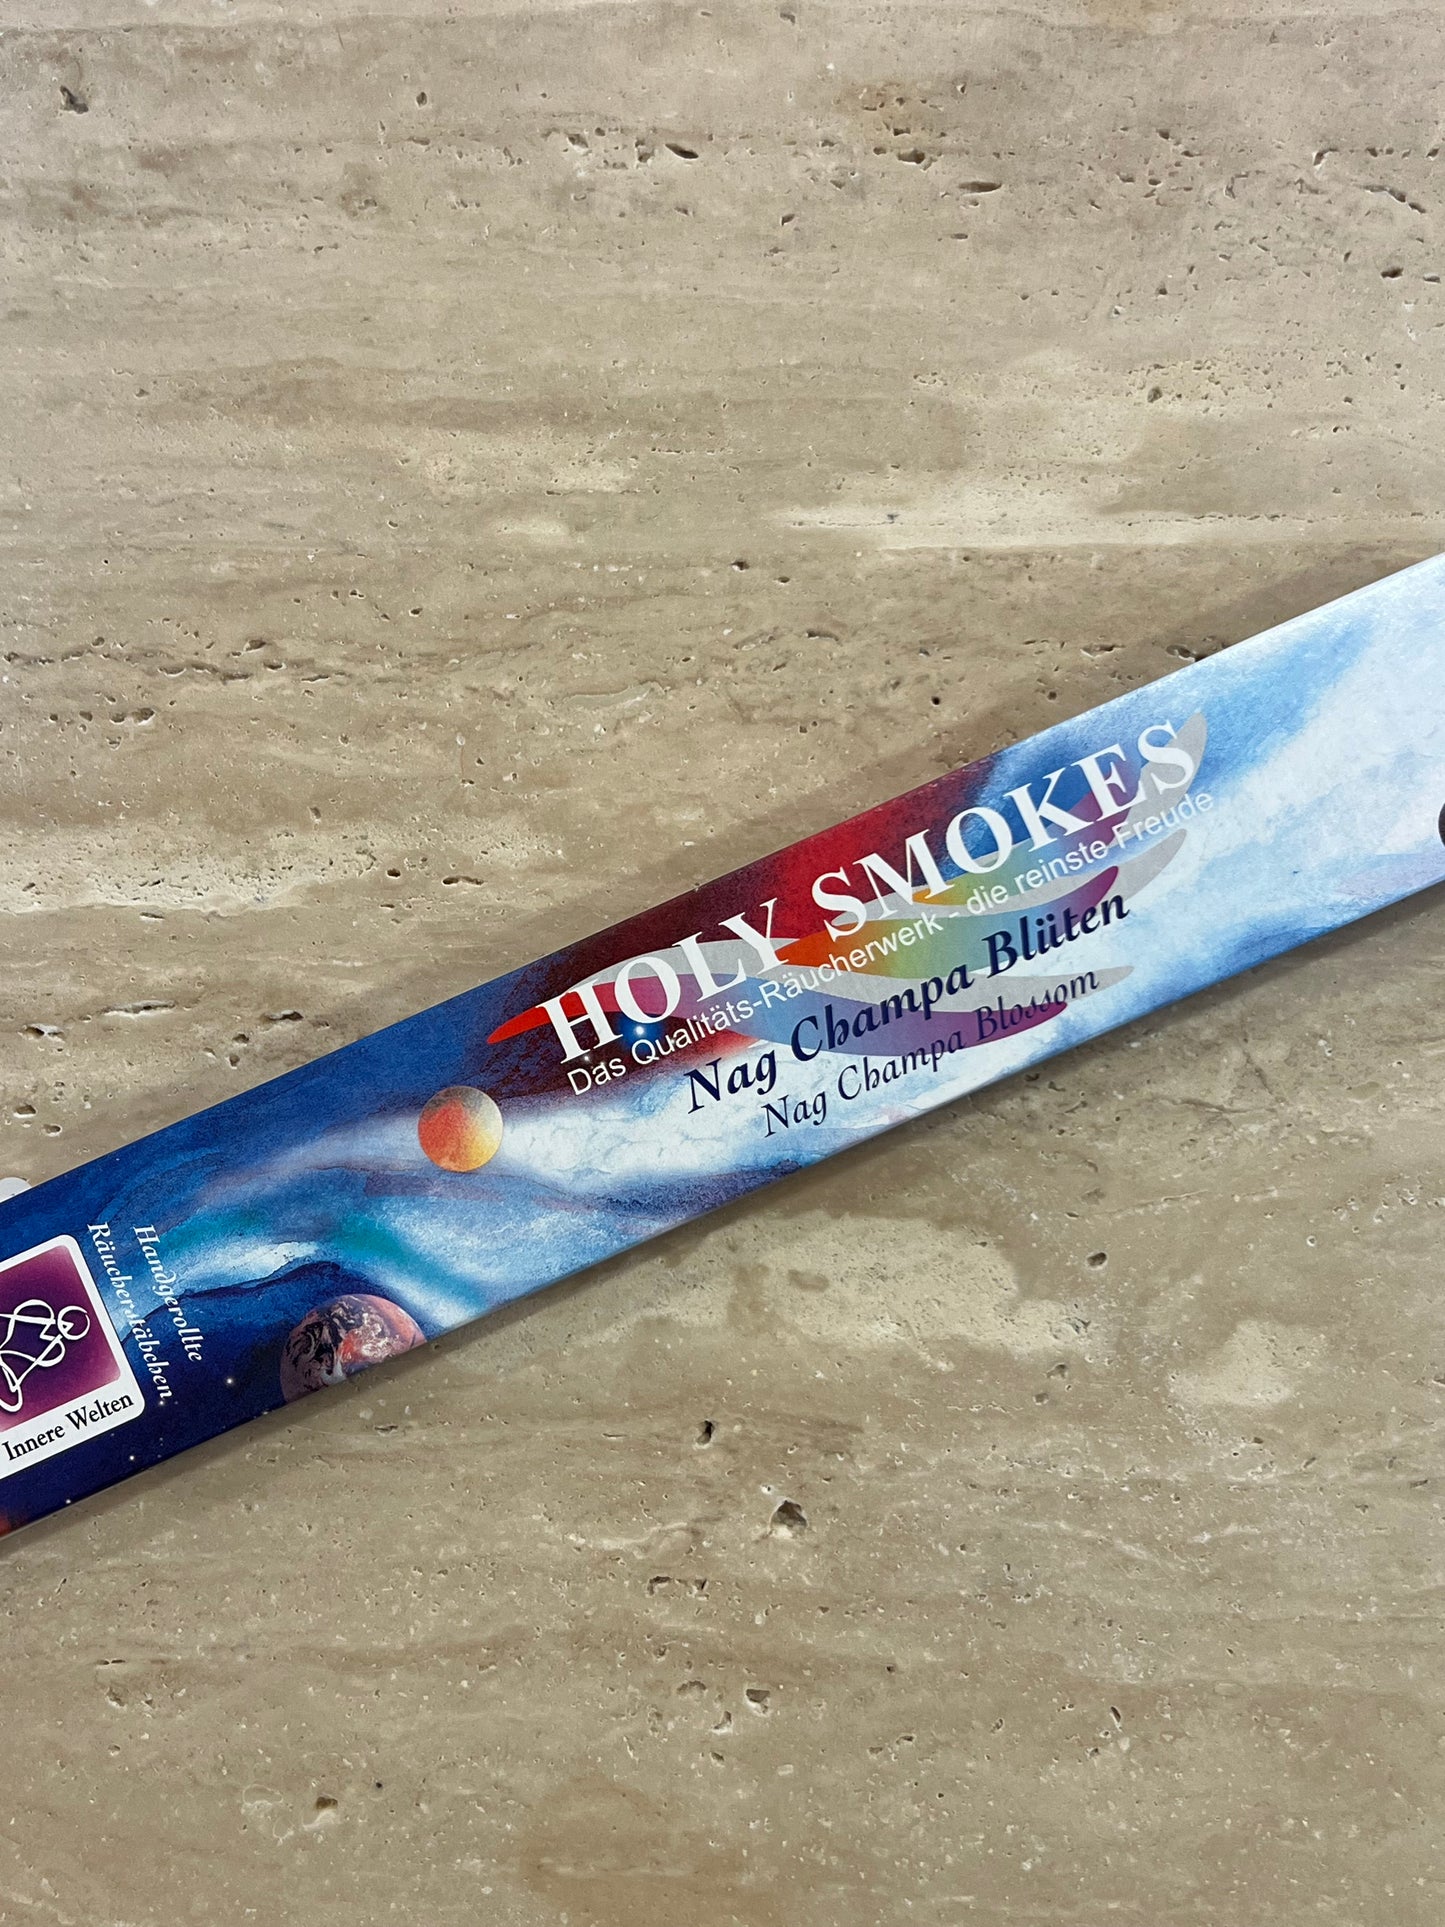 HOLY SMOKES
Das Qualitäts-Räucherwerk - die reinste Freude
Nag Champa Blüten
Nag Champa Blossom
Handgerollte
Räucherstäbchen
Innere Welten